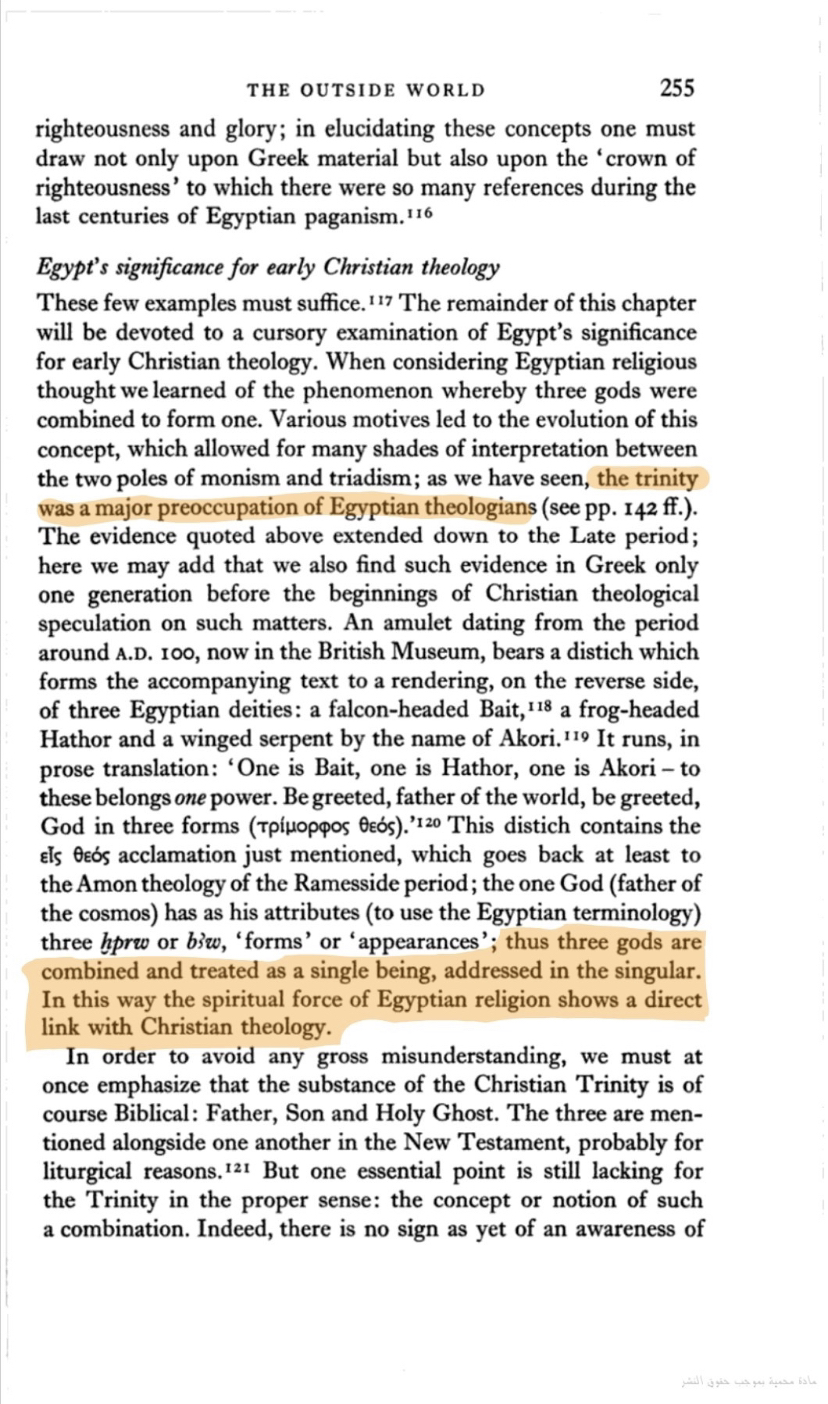 THE OUTSIDE WORLD 255
righteousness and glory; in elucidating these concepts one must
draw not only upon Greek material but also upon the ‘crown of
righteousness’ to which there were so many references during the
last centuries of Egyptian paganism.¹¹⁶
Egypt’s significance for early Christian theology
These few examples must suffice.¹¹⁷ The remainder of this chapter
will be devoted to a cursory examination of Egypt’s significance
for early Christian theology. When considering Egyptian religious
thought we learned of the phenomenon whereby three gods were
combined to form one. Various motives led to the evolution of this
concept, which allowed for many shades of interpretation between
the two poles of monism and triadism; as we have seen, the trinity
was a major preoccupation of Egyptian theologians (see pp. 142 ff.).
The evidence quoted above extended down to the Late period;
here we may add that we also find such evidence in Greek only
one generation before the beginnings of Christian theological
speculation on such matters. An amulet dating from the period
around A.D. 100, now in the British Museum, bears a distich which
forms the accompanying text to a rendering, on the reverse side,
of three Egyptian deities: a falcon-headed Bait,¹¹⁸ a frog-headed
Hathor and a winged serpent by the name of Akori.¹¹⁹ It runs, in
prose translation: ‘One is Bait, one is Hathor, one is Akori – to
these belongs one power. Be greeted, father of the world, be greeted,
God in three forms (τρίμορφος θεός).’¹²⁰ This distich contains the
εἷς θεός acclamation just mentioned, which goes back at least to
the Amon theology of the Ramesside period; the one God (father of
the cosmos) has as his attributes (to use the Egyptian terminology)
three ḫprw or bꜣw, ‘forms’ or ‘appearances’; thus three gods are
combined and treated as a single being, addressed in the singular.
In this way the spiritual force of Egyptian religion shows a direct
link with Christian theology.
In order to avoid any gross misunderstanding, we must at
once emphasize that the substance of the Christian Trinity is of
course Biblical: Father, Son and Holy Ghost. The three are men-
tioned alongside one another in the New Testament, probably for
liturgical reasons.¹²¹ But one essential point is still lacking for
the Trinity in the proper sense: the concept or notion of such
a combination. Indeed, there is no sign as yet of an awareness of
مادة محمية بموجب حقوق النشر